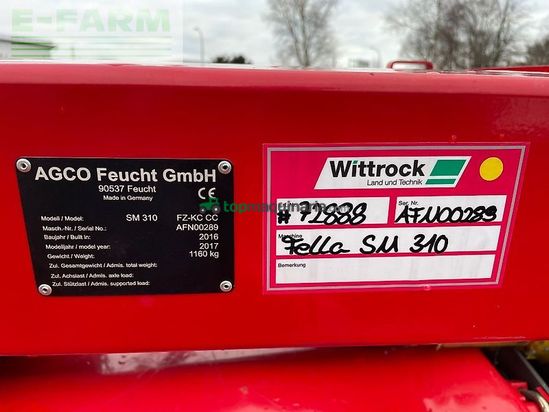 E-FARM
AGCO Feucht GmbH
90537 Feucht
Made in Germany
CE
Modell / Model: SM 310 FZ-KC CC
Masch.-Nr. / Serial No.: AFN00289
Baujahr / Built in: 2016
Modelljahr / model year: 2017
Gewicht / Weight: 1160 kg
Zul. Gesamtgewicht / Admis. total weight:
Zul. Achslast / Admis. axle load:
Zul. Stützlast / Admis. supported load:
Wittrock
Land und Technik
# 72888
Ser. Nr.
AFN00289
Maschine
Fella SM 310
Bemerkung